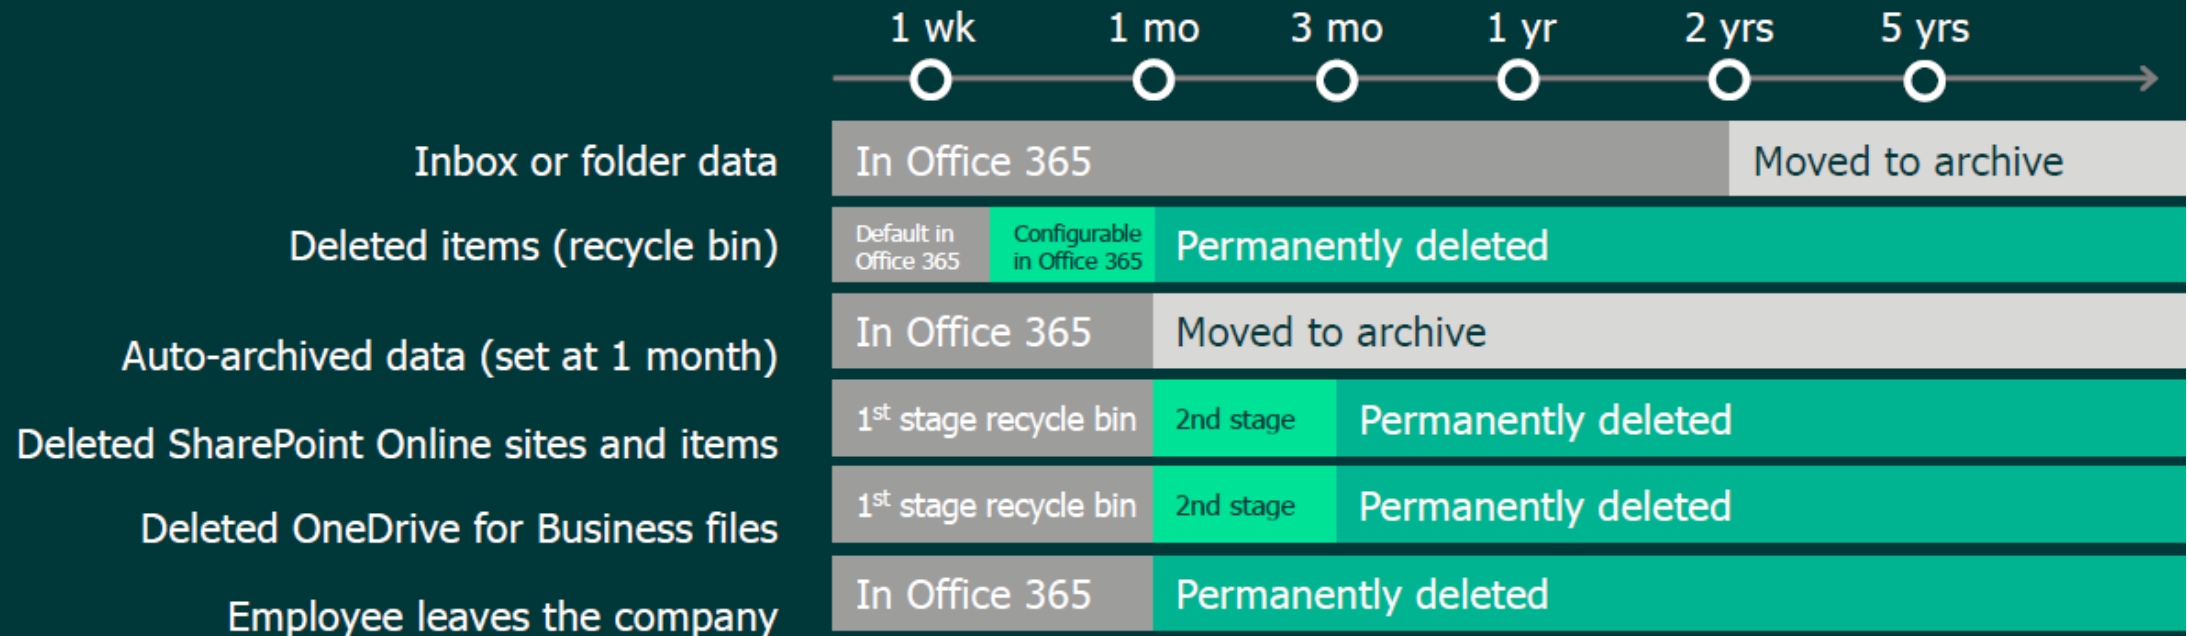 1 wk 1 mo 3 mo 1 yr 2 yrs 5 yrs
Inbox or folder data
In Office 365
Moved to archive
Deleted items (recycle bin)
Default in
Office 365
Configurable
in Office 365
Permanently deleted
Auto-archived data (set at 1 month)
In Office 365
Moved to archive
Deleted SharePoint Online sites and items
1st stage recycle bin
2nd stage
Permanently deleted
Deleted OneDrive for Business files
1st stage recycle bin
2nd stage
Permanently deleted
Employee leaves the company
In Office 365
Permanently deleted